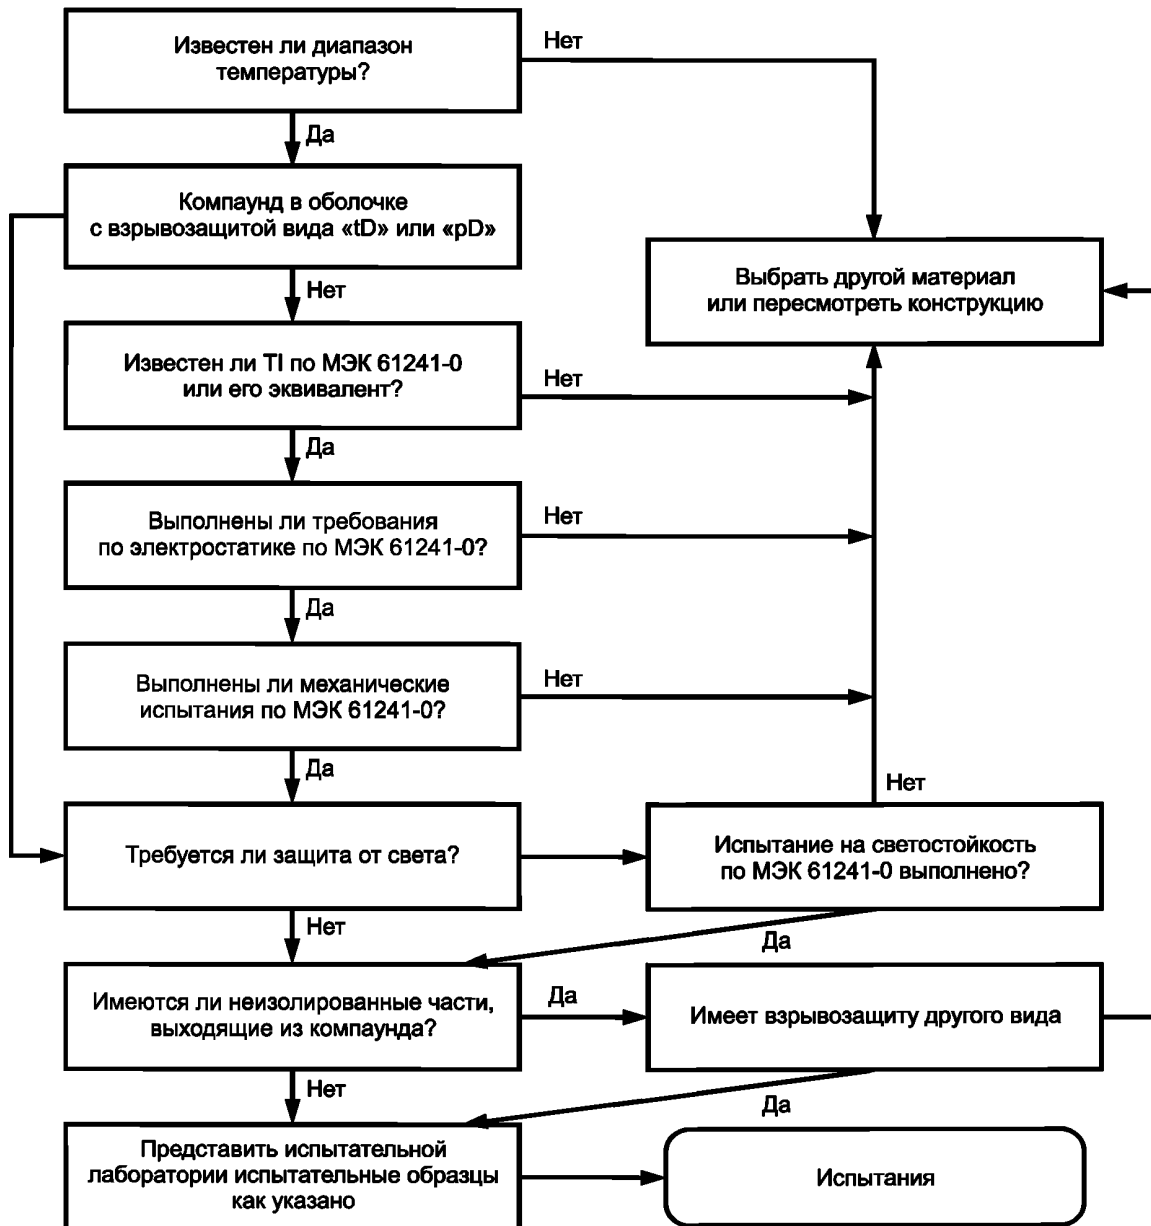 Известен ли диапазон
температуры?
Нет
Да
Компаунд в оболочке
с взрывозащитой вида «tD» или «pD»
Нет
Выбрать другой материал
или пересмотреть конструкцию
Известен ли TI по МЭК 61241-0
или его эквивалент?
Нет
Да
Выполнены ли требования
по электростатике по МЭК 61241-0?
Нет
Да
Выполнены ли механические
испытания по МЭК 61241-0?
Нет
Да
Нет
Требуется ли защита от света?
Испытание на светостойкость
по МЭК 61241-0 выполнено?
Нет
Да
Имеются ли неизолированные части,
выходящие из компаунда?
Да
Имеет взрывозащиту другого вида
Нет
Да
Представить испытательной
лаборатории испытательные образцы
как указано
Испытания